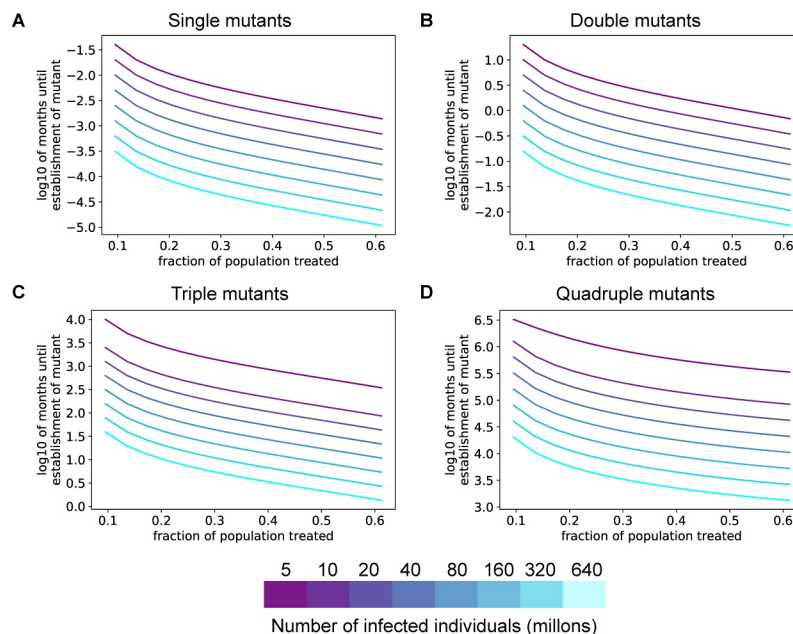 A
Single mutants
log10 of months until
establishment of mutant
−1.5
−2.0
−2.5
−3.0
−3.5
−4.0
−4.5
−5.0
0.1 0.2 0.3 0.4 0.5 0.6
fraction of population treated
B
Double mutants
log10 of months until
establishment of mutant
1.0
0.5
0.0
−0.5
−1.0
−1.5
−2.0
0.1 0.2 0.3 0.4 0.5 0.6
fraction of population treated
C
Triple mutants
log10 of months until
establishment of mutant
4.0
3.5
3.0
2.5
2.0
1.5
1.0
0.5
0.0
0.1 0.2 0.3 0.4 0.5 0.6
fraction of population treated
D
Quadruple mutants
log10 of months until
establishment of mutant
6.5
6.0
5.5
5.0
4.5
4.0
3.5
3.0
0.1 0.2 0.3 0.4 0.5 0.6
fraction of population treated
5 10 20 40 80 160 320 640
Number of infected individuals (millons)